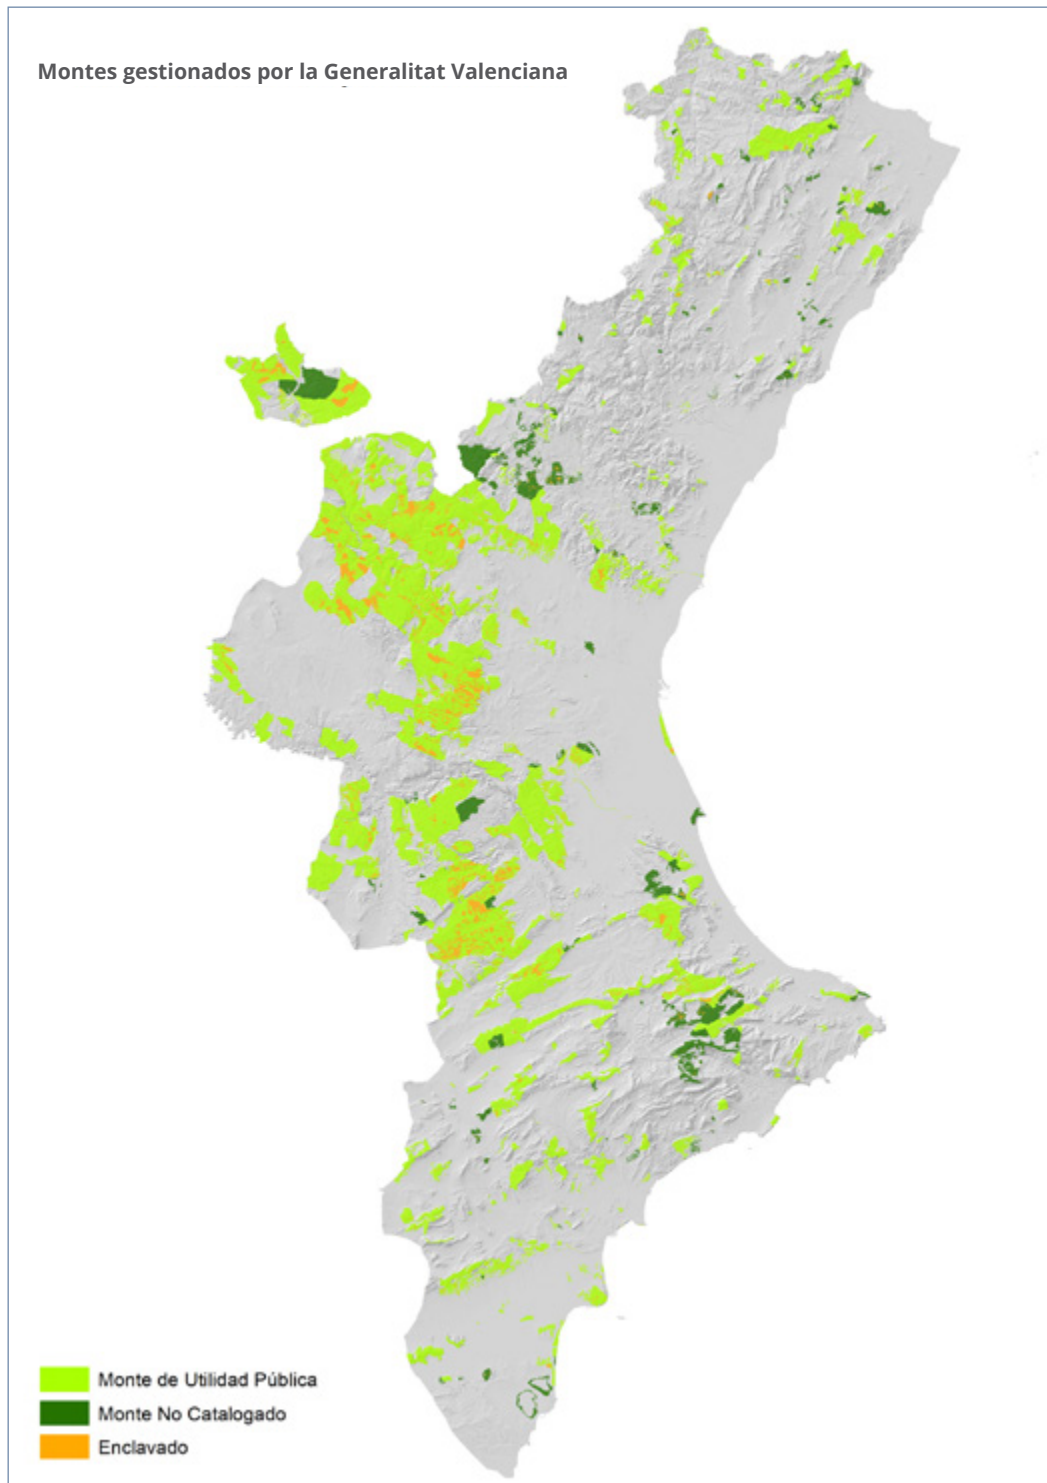 Montes gestionados por la Generalitat Valenciana
Monte de Utilidad Pública
Monte No Catalogado
Enclavado